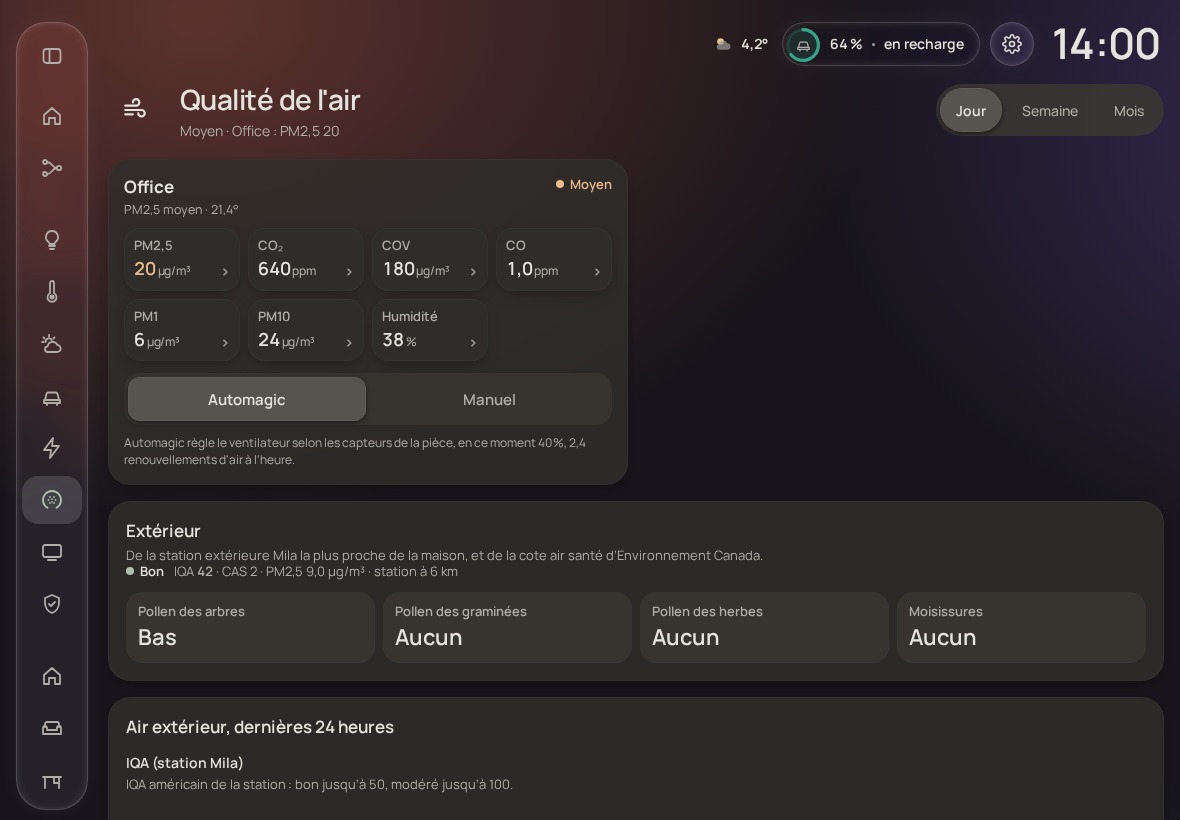 4,2° 64 % · en recharge 14:00
Qualité de l'air
Moyen · Office : PM2,5 20
Jour Semaine Mois
Office
Moyen
PM2,5 moyen · 21,4°
PM2,5 CO₂ COV CO
20 µg/m³ 640 ppm 180 µg/m³ 1,0 ppm
PM1 PM10 Humidité
6 µg/m³ 24 µg/m³ 38 %
Automagic Manuel
Automagic règle le ventilateur selon les capteurs de la pièce, en ce moment 40 %, 2,4
renouvellements d'air à l'heure.
Extérieur
De la station extérieure Mila la plus proche de la maison, et de la cote air santé d'Environnement Canada.
Bon IQA 42 · CAS 2 · PM2,5 9,0 µg/m³ · station à 6 km
Pollen des arbres Pollen des graminées Pollen des herbes Moisissures
Bas Aucun Aucun Aucun
Air extérieur, dernières 24 heures
IQA (station Mila)
IQA américain de la station : bon jusqu'à 50, modéré jusqu'à 100.